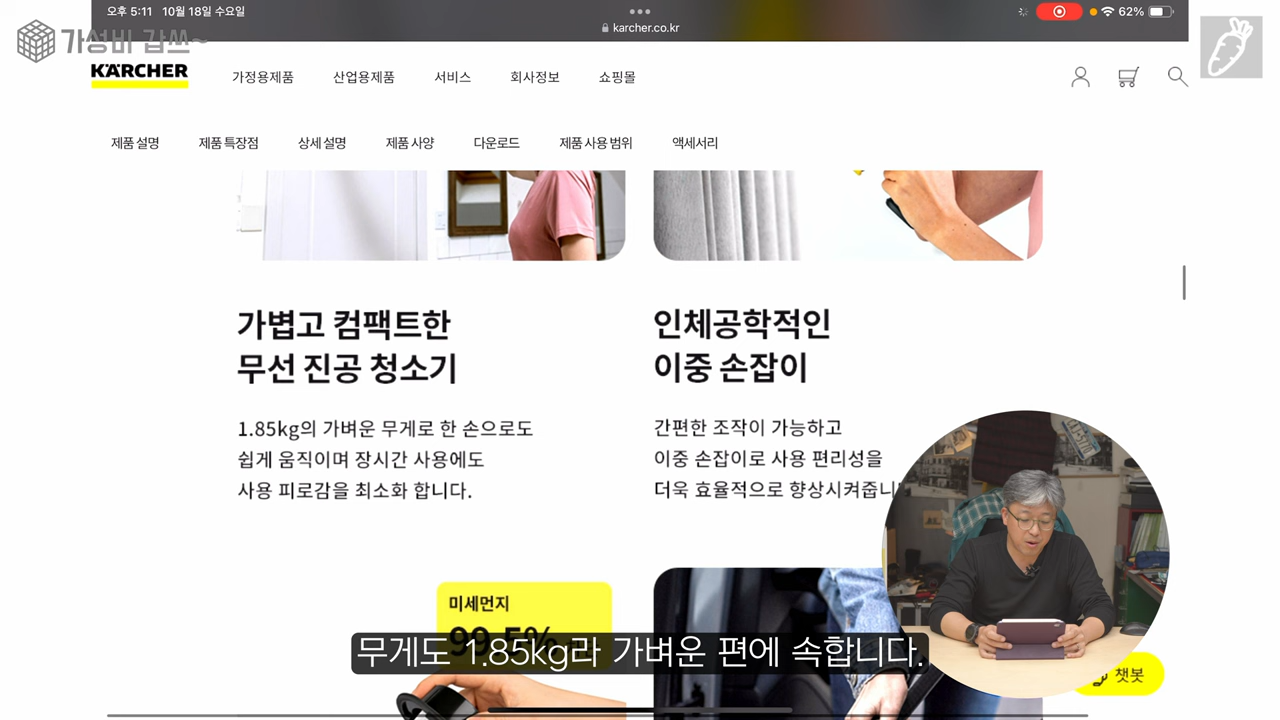 오후 5:11 10월 18일 수요일
karcher.co.kr
62%
가성비 갑쓰~
KÄRCHER
가정용제품 산업용제품 서비스 회사정보 쇼핑몰
제품 설명 제품 특장점 상세 설명 제품 사양 다운로드 제품 사용 범위 액세서리
가볍고 컴팩트한
무선 진공 청소기
1.85kg의 가벼운 무게로 한 손으로도
쉽게 움직이며 장시간 사용에도
사용 피로감을 최소화 합니다.
인체공학적인
이중 손잡이
간편한 조작이 가능하고
이중 손잡이로 사용 편리성을
더욱 효율적으로 향상시켜줍니
미세먼지
99.5%
무게도 1.85kg라 가벼운 편에 속합니다.
챗봇